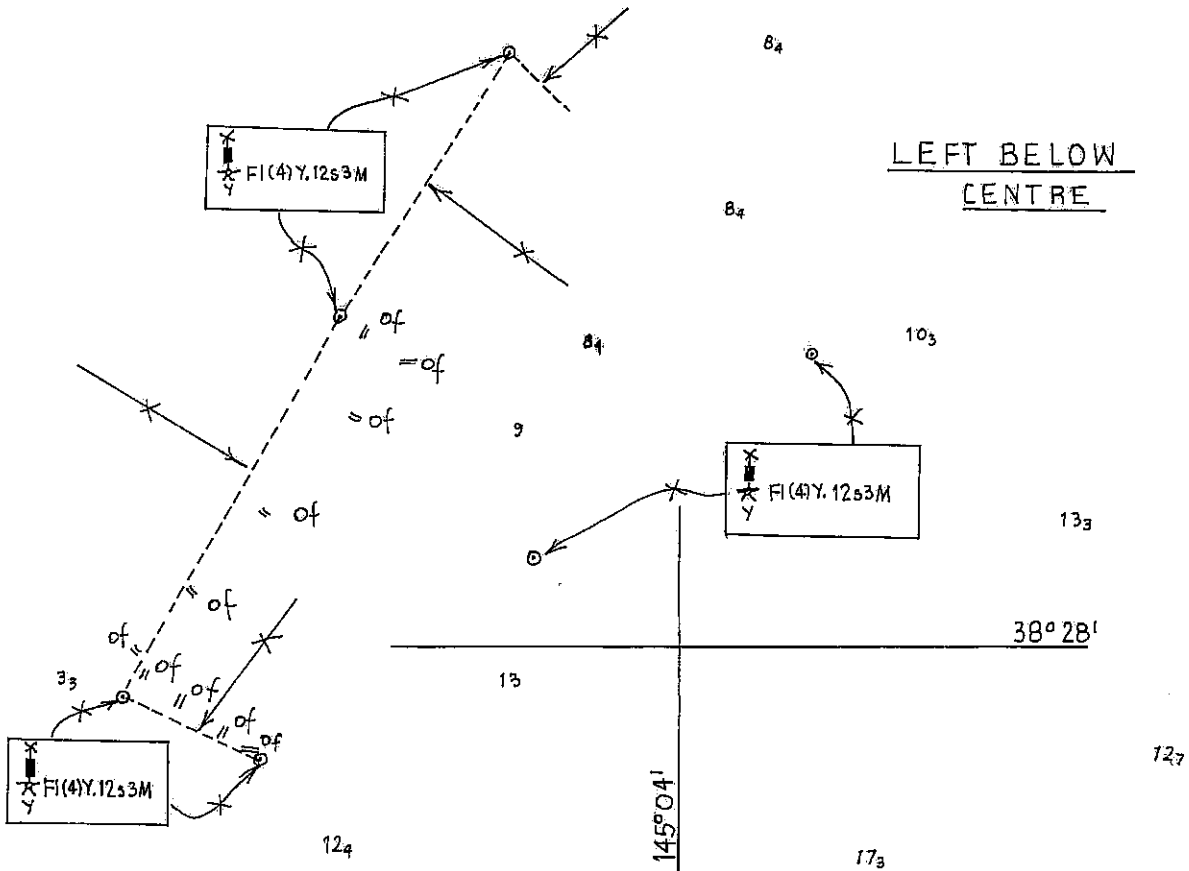 8₄
LEFT BELOW
CENTRE
Fl(4)Y.12s3M
Y
8₄
of
8₄
10₃
of
of
9
Fl(4)Y.12s3M
Y
of
13₃
of
of
38°28'
of
3₃
13
of
of
of
Fl(4)Y.12s3M
Y
12₇
145°04'
12₄
17₃